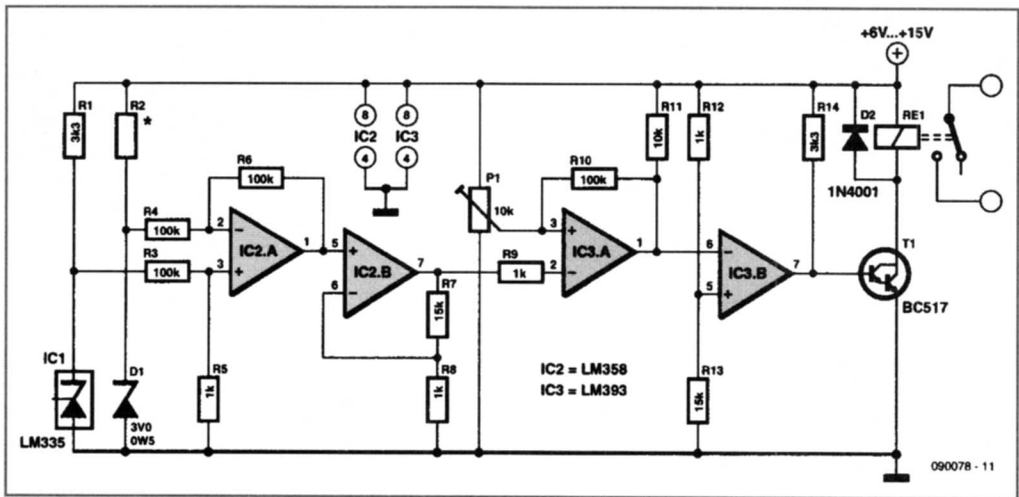 +6V...+15V
R1
3k3
R2
*
8
8
IC2
IC3
4
4
R11
10k
R12
1k
R14
3k3
D2
RE1
1N4001
R6
100k
P1
10k
R10
100k
R4
100k
2
IC2.A
1
R3
100k
3
5
IC2.B
7
6
R9
1k
3
IC3.A
1
2
6
IC3.B
7
5
T1
BC517
R7
15k
IC1
D1
R5
1k
R8
1k
R13
15k
IC2 = LM358
IC3 = LM393
LM335
3V0
0W5
090078 - 11